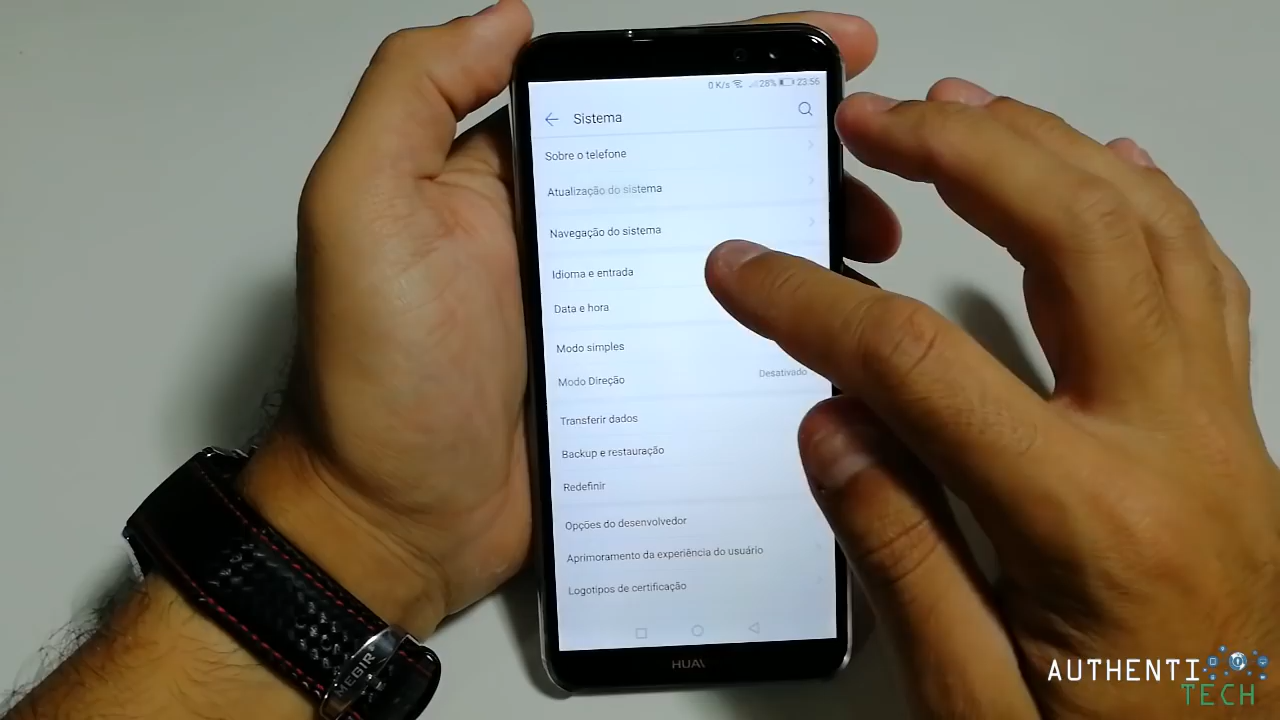 0 K/s 28% 23:56
Sistema
Sobre o telefone
Atualização do sistema
Navegação do sistema
Idioma e entrada
Data e hora
Modo simples
Modo Direção
Desativado
Transferir dados
Backup e restauração
Redefinir
Opções do desenvolvedor
Aprimoramento da experiência do usuário
Logotipos de certificação
HUA
MEGIR
AUTHENTI
TECH